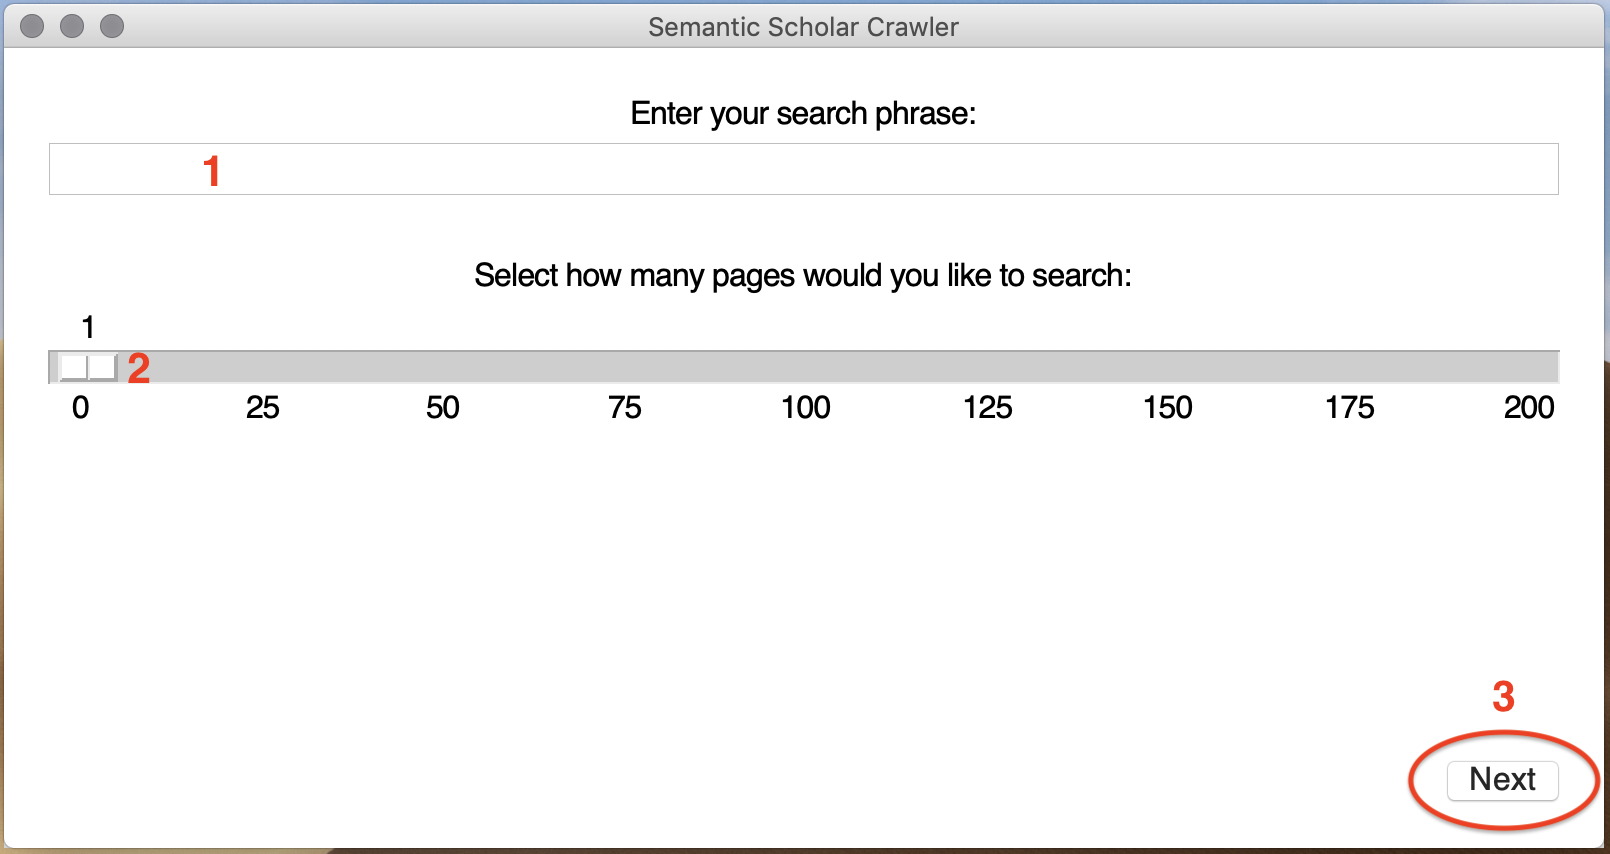 Semantic Scholar Crawler
Enter your search phrase:
1
Select how many pages would you like to search:
1
2
0 25 50 75 100 125 150 175 200
3
Next